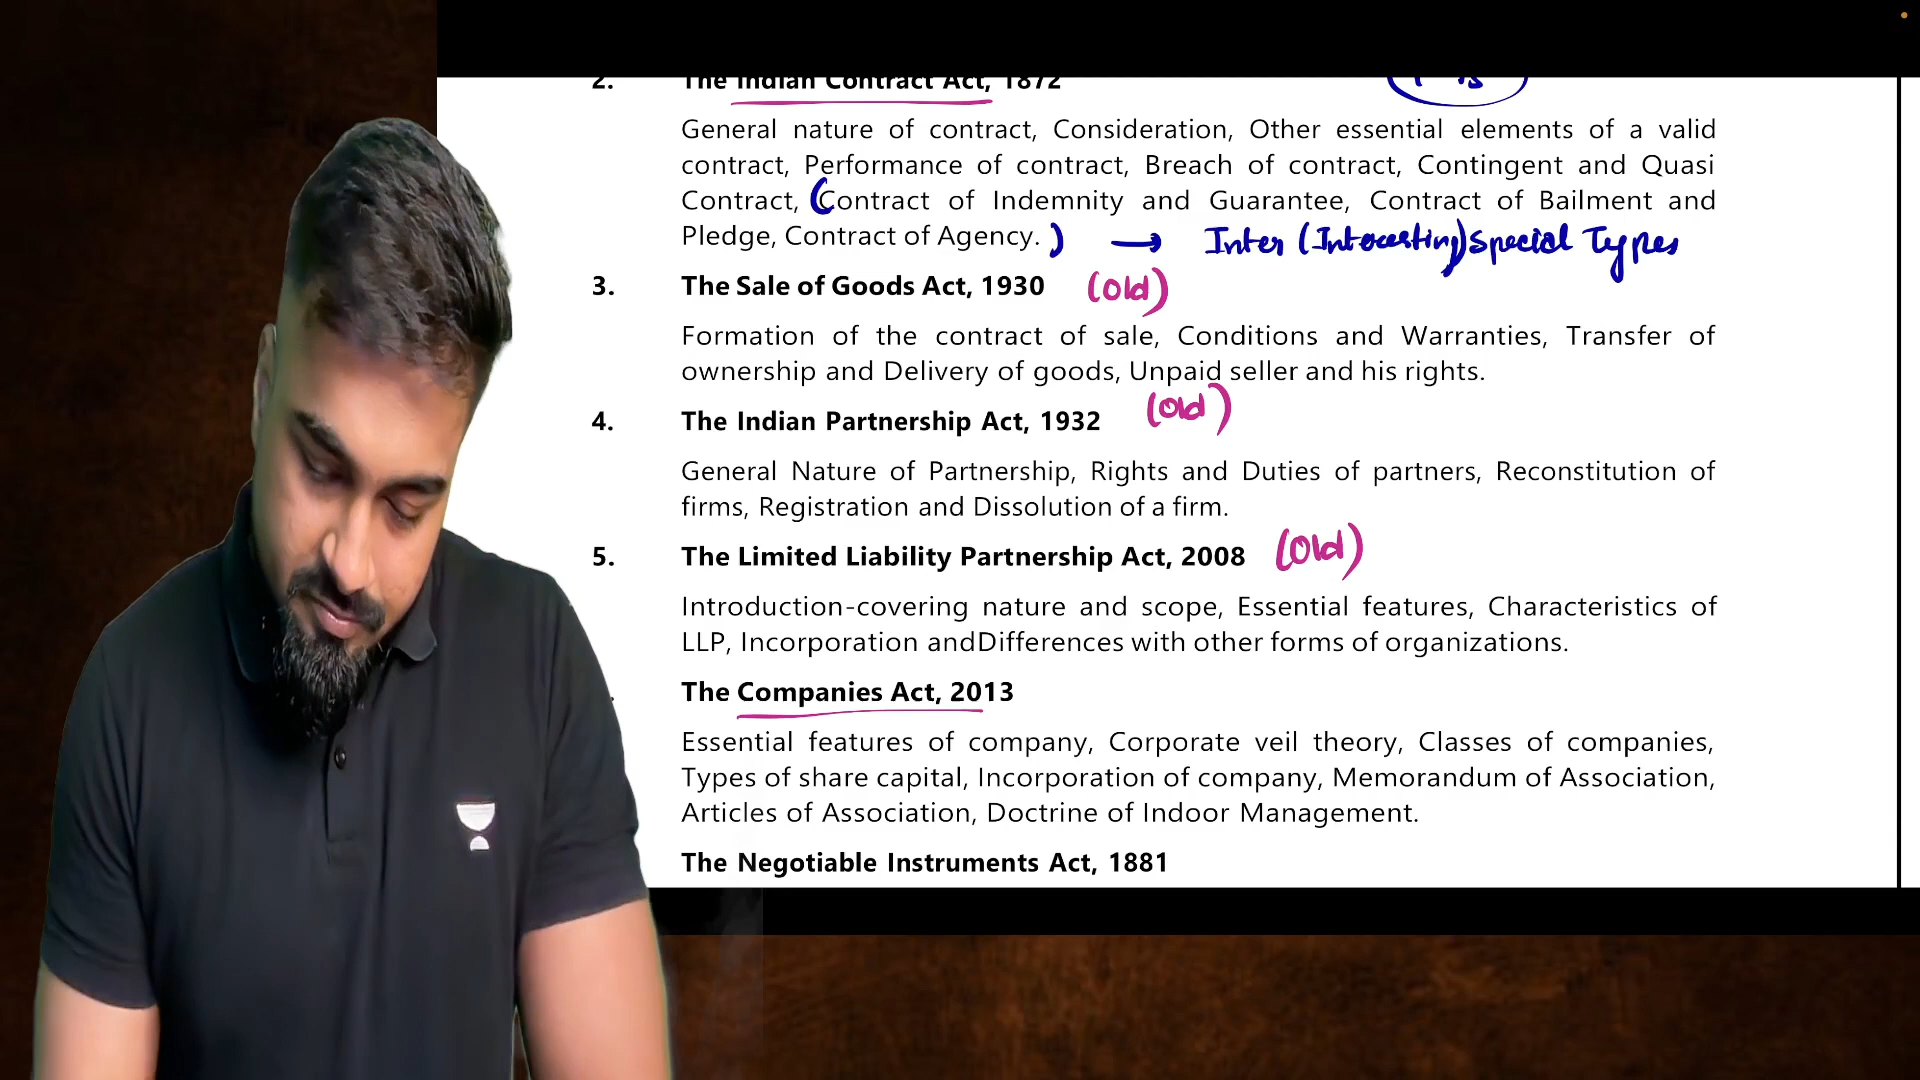 2. The Indian Contract Act, 1872
General nature of contract, Consideration, Other essential elements of a valid
contract, Performance of contract, Breach of contract, Contingent and Quasi
Contract, (Contract of Indemnity and Guarantee, Contract of Bailment and
Pledge, Contract of Agency. ) → Inter (Interesting) Special Types
3. The Sale of Goods Act, 1930 (Old)
Formation of the contract of sale, Conditions and Warranties, Transfer of
ownership and Delivery of goods, Unpaid seller and his rights.
4. The Indian Partnership Act, 1932 (Old)
General Nature of Partnership, Rights and Duties of partners, Reconstitution of
firms, Registration and Dissolution of a firm.
5. The Limited Liability Partnership Act, 2008 (Old)
Introduction-covering nature and scope, Essential features, Characteristics of
LLP, Incorporation andDifferences with other forms of organizations.
The Companies Act, 2013
Essential features of company, Corporate veil theory, Classes of companies,
Types of share capital, Incorporation of company, Memorandum of Association,
Articles of Association, Doctrine of Indoor Management.
The Negotiable Instruments Act, 1881